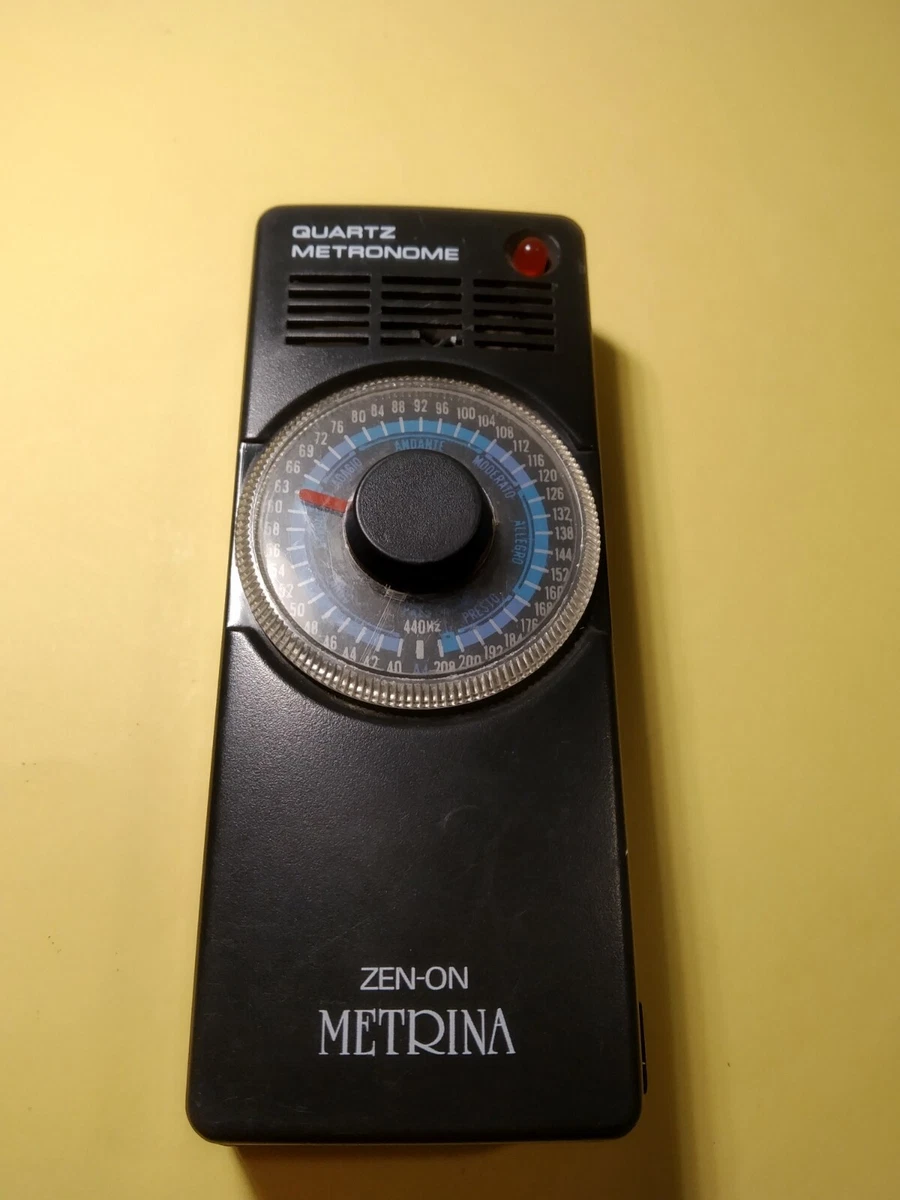 QUARTZ
METRONOME
40 42 44 46 48 50 52 54 56 58 60 63 66 69 72 76 80 84 88 92 96 100 104 108 112 116 120 126 132 138 144 152 160 168 176 184 192 200 208 A4
ADAGIO ANDANTE MODERATO ALLEGRO PRESTO
440Hz
ZEN-ON
METRINA